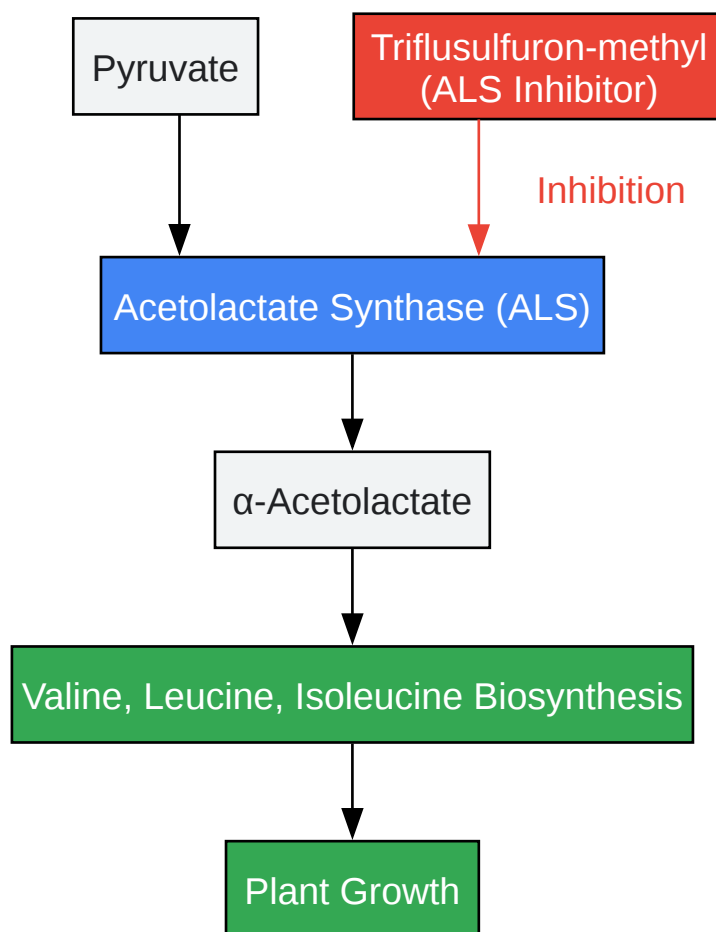 Pyruvate
Triflusulfuron-methyl
(ALS Inhibitor)
Inhibition
Acetolactate Synthase (ALS)
α-Acetolactate
Valine, Leucine, Isoleucine Biosynthesis
Plant Growth